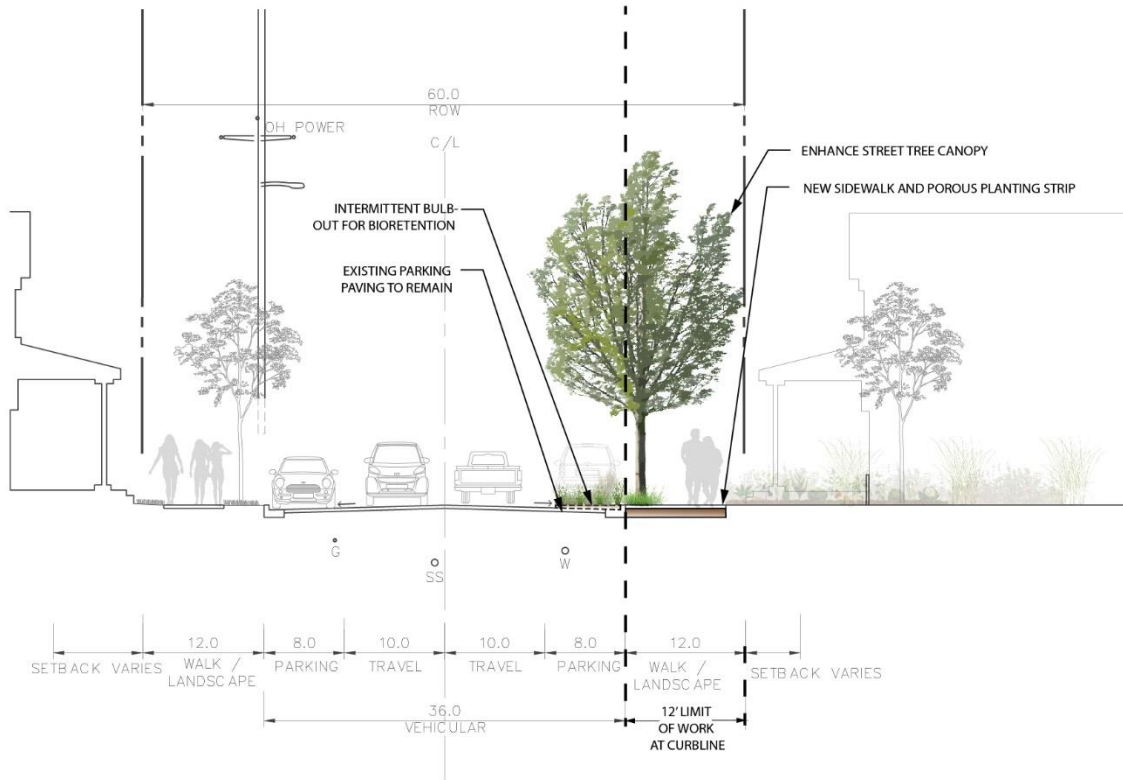 60.0
ROW
OH POWER
C/L
ENHANCE STREET TREE CANOPY
NEW SIDEWALK AND POROUS PLANTING STRIP
INTERMITTENT BULB-
OUT FOR BIORETENTION
EXISTING PARKING
PAVING TO REMAIN
G
SS
W
SETBACK VARIES
12.0
WALK /
LANDSCAPE
8.0
PARKING
10.0
TRAVEL
10.0
TRAVEL
8.0
PARKING
12.0
WALK /
LANDSCAPE
SETBACK VARIES
36.0
VEHICULAR
12' LIMIT
OF WORK
AT CURBLINE